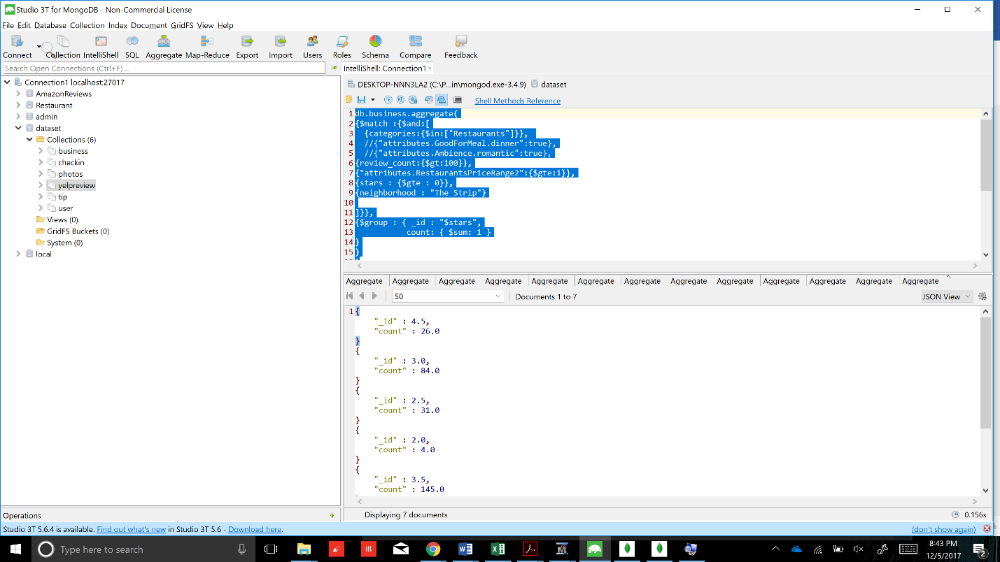 Studio 3T for MongoDB - Non-Commercial License
File Edit Database Collection Index Document GridFS View Help
Connect Collection IntelliShell SQL Aggregate Map-Reduce Export Import Users Roles Schema Compare Feedback
Search Open Connections (Ctrl+F) ...
IntelliShell: Connection1
Connection1 localhost:27017
AmazonReviews
Restaurant
admin
dataset
Collections (6)
business
checkin
photos
yelpreview
tip
user
Views (0)
GridFS Buckets (0)
System (0)
local
DESKTOP-NNN3LA2 (C:\P...in\mongod.exe-3.4.9) dataset
Shell Methods Reference
1 db.business.aggregate(
2 {$match :{$and:[
3 {categories:{$in:["Restaurants"]}},
4 //{"attributes.GoodForMeal.dinner":true},
5 //{"attributes.Ambience.romantic":true},
6 {review_count:{$gt:100}},
7 {"attributes.RestaurantsPriceRange2":{$gte:1}},
8 {stars : {$gte : 0}},
9 {neighborhood : "The Strip"}
10
11 ]}},
12 {$group : { _id : "$stars",
13 count: { $sum: 1 }
14 }
15 }
Aggregate Aggregate Aggregate Aggregate Aggregate Aggregate Aggregate Aggregate Aggregate Aggregate Aggregate Aggregate Aggregate
50 Documents 1 to 7 JSON View
1 {
"_id" : 4.5,
"count" : 26.0
}
{
"_id" : 3.0,
"count" : 84.0
}
{
"_id" : 2.5,
"count" : 31.0
}
{
"_id" : 2.0,
"count" : 4.0
}
{
"_id" : 3.5,
"count" : 145.0
Operations
Displaying 7 documents
0.156s
Studio 3T 5.6.4 is available. Find out what's new in Studio 3T 5.6 - Download here.
(don't show again)
Type here to search
8:43 PM
12/5/2017
2